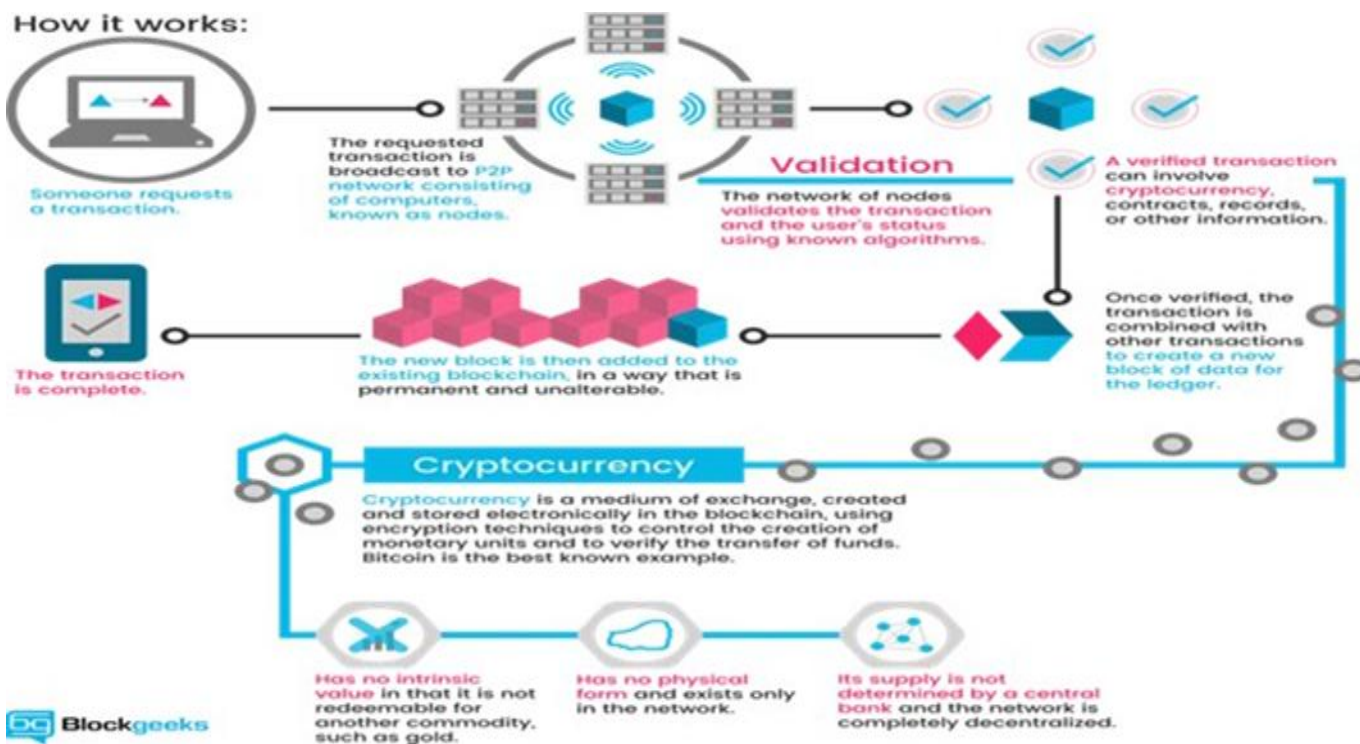 How it works:
Someone requests
a transaction.
The requested
transaction is
broadcast to P2P
network consisting
of computers,
known as nodes.
Validation
The network of nodes
validates the transaction
and the user's status
using known algorithms.
A verified transaction
can involve
cryptocurrency,
contracts, records,
or other information.
Once verified, the
transaction is
combined with
other transactions
to create a new
block of data for
the ledger.
The new block is then added to the
existing blockchain, in a way that is
permanent and unalterable.
The transaction
is complete.
Cryptocurrency
Cryptocurrency is a medium of exchange, created
and stored electronically in the blockchain, using
encryption techniques to control the creation of
monetary units and to verify the transfer of funds.
Bitcoin is the best known example.
Has no intrinsic
value in that it is not
redeemable for
another commodity,
such as gold.
Has no physical
form and exists only
in the network.
Its supply is not
determined by a central
bank and the network is
completely decentralized.
bg Blockgeeks